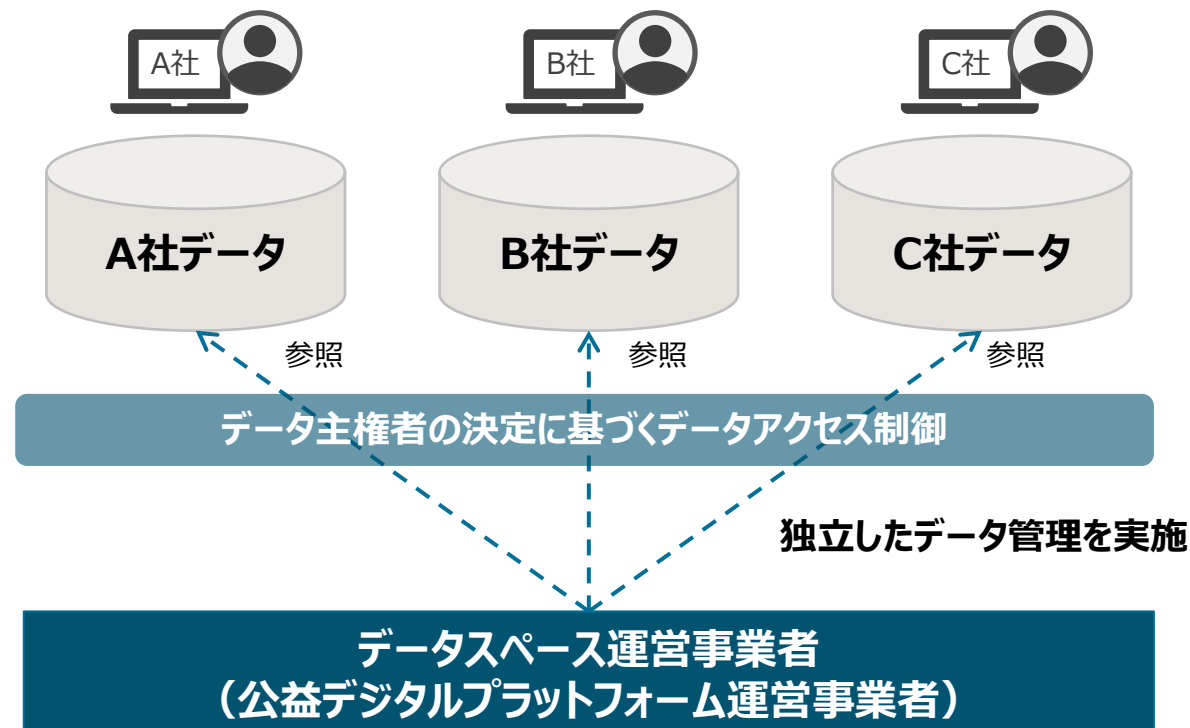 A社
B社
C社
A社データ
B社データ
C社データ
参照
参照
参照
データ主権者の決定に基づくデータアクセス制御
独立したデータ管理を実施
データスペース運営事業者
（公益デジタルプラットフォーム運営事業者）